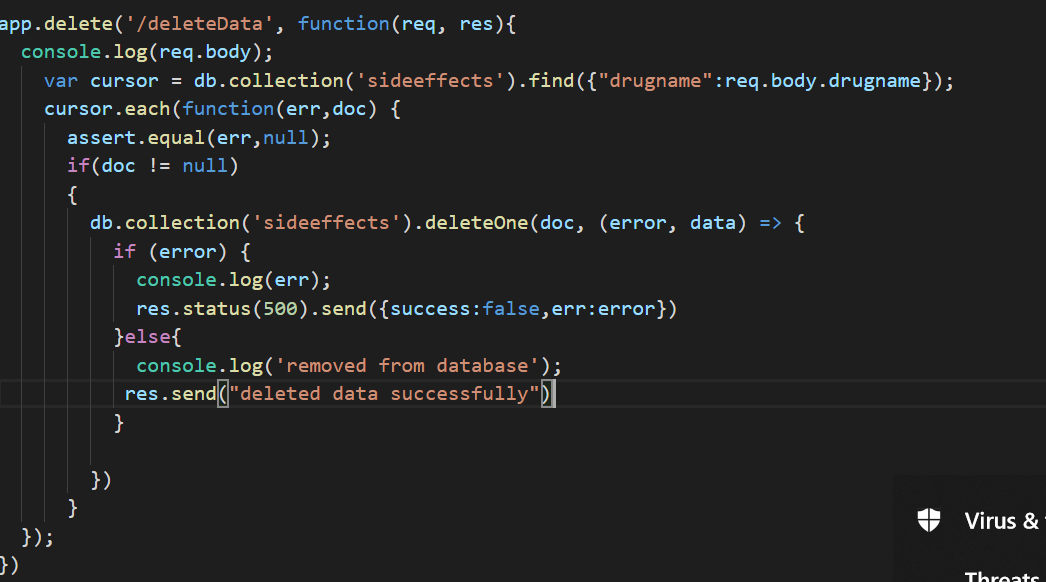 app.delete('/deleteData', function(req, res){
console.log(req.body);
var cursor = db.collection('sideeffects').find({"drugname":req.body.drugname});
cursor.each(function(err,doc) {
assert.equal(err,null);
if(doc != null)
{
db.collection('sideeffects').deleteOne(doc, (error, data) => {
if (error) {
console.log(err);
res.status(500).send({success:false,err:error})
}else{
console.log('removed from database');
res.send("deleted data successfully")
}
})
}
});
})
Virus &
Threats